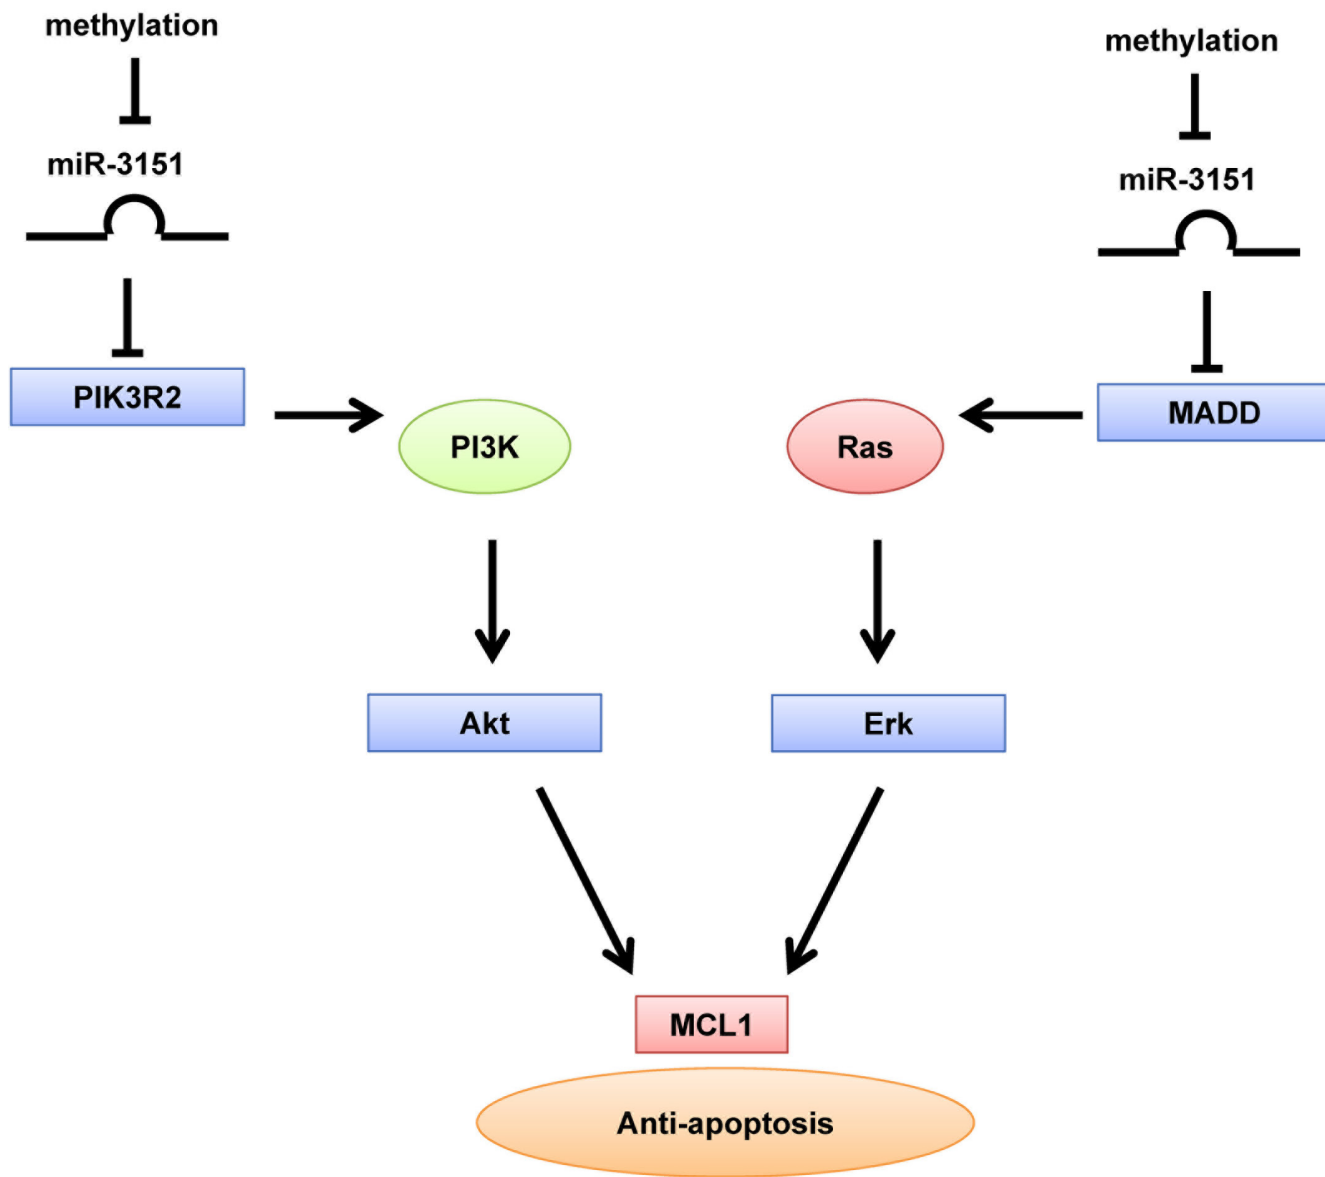 methylation
methylation
miR-3151
miR-3151
PIK3R2
MADD
PI3K
Ras
Akt
Erk
MCL1
Anti-apoptosis